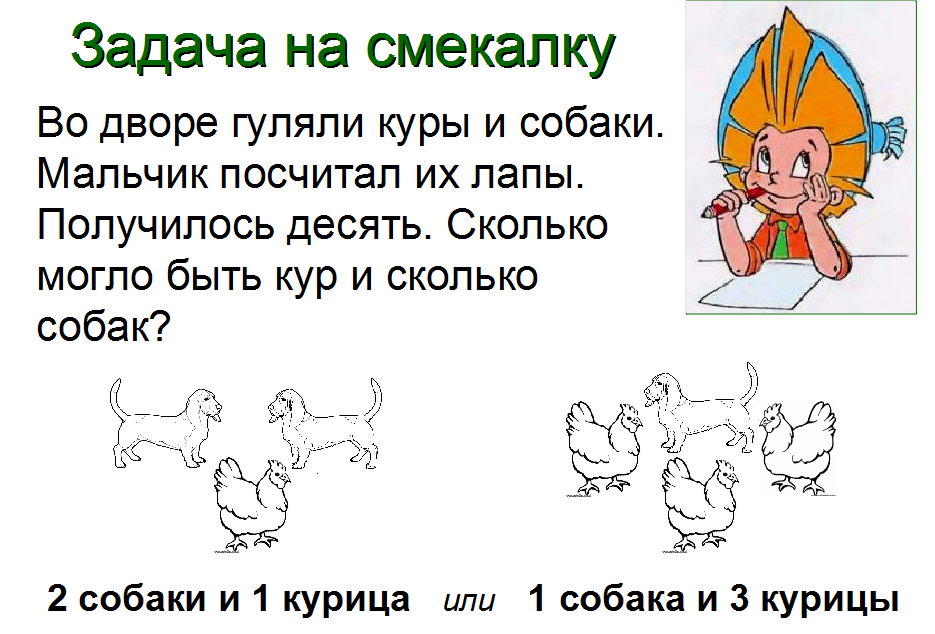 Задача на смекалку
Во дворе гуляли куры и собаки.
Мальчик посчитал их лапы.
Получилось десять. Сколько
могло быть кур и сколько
собак?
2 собаки и 1 курица или 1 собака и 3 курицы